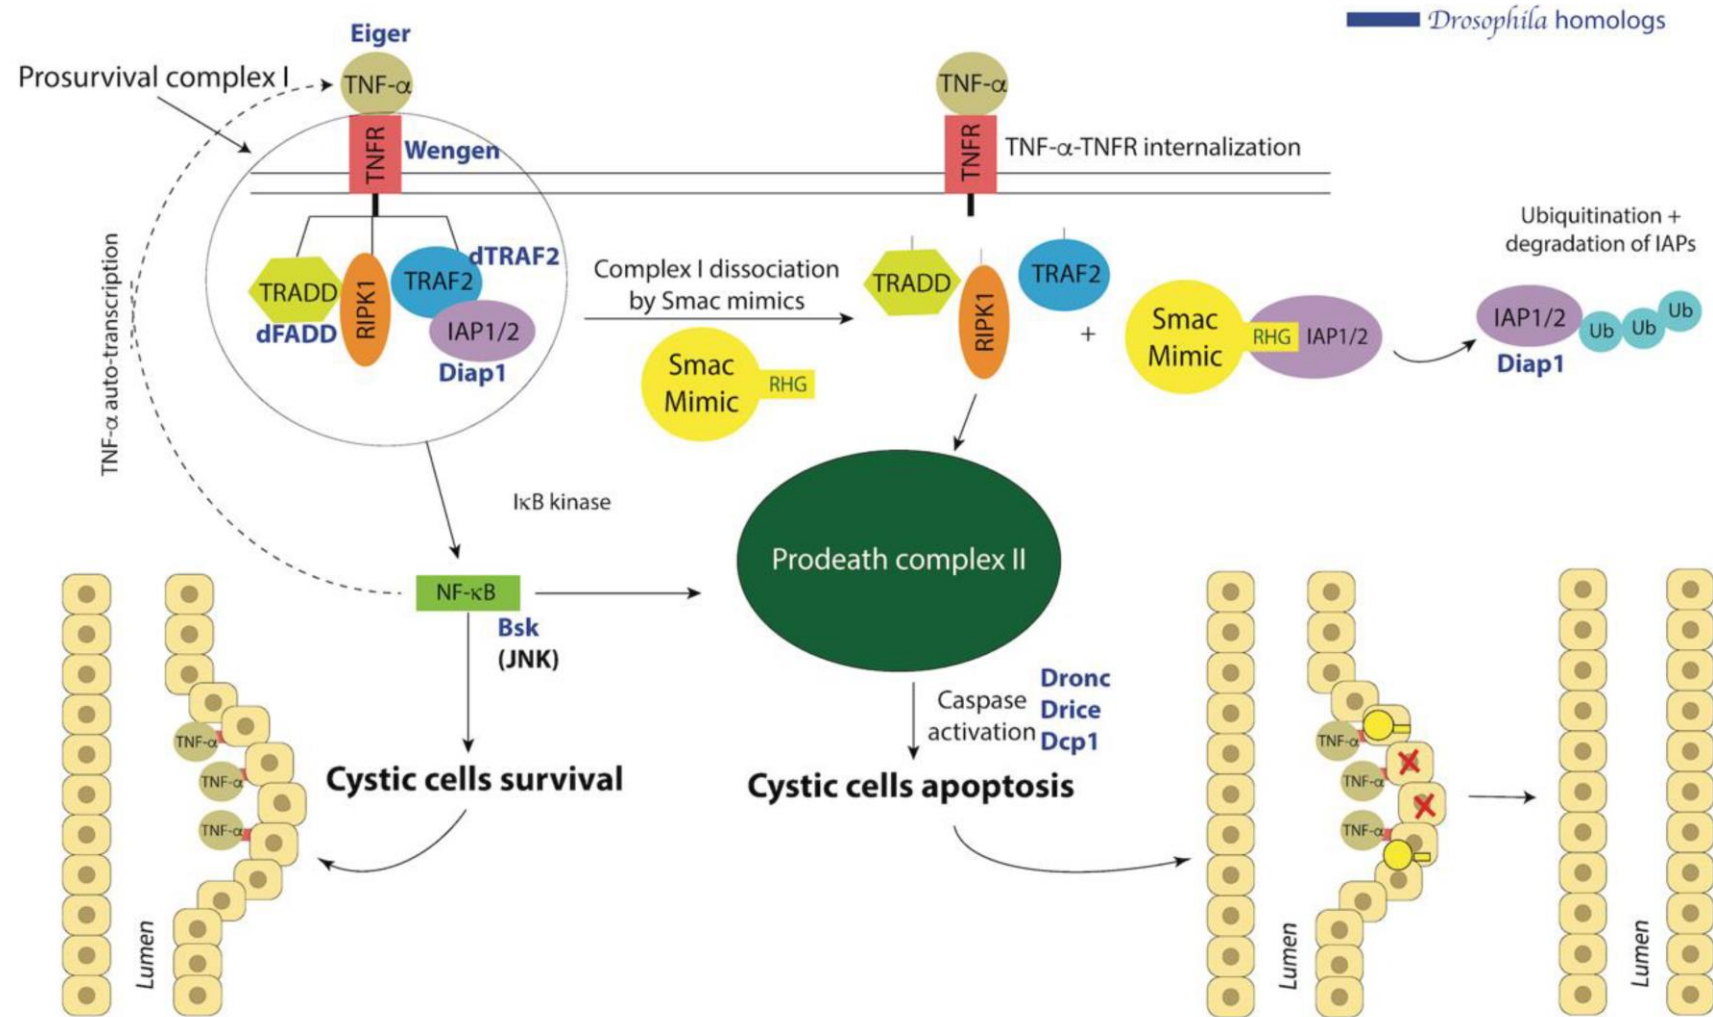 Drosophila homologs
Eiger
Prosurvival complex I
TNF-α
TNFR
Wengen
TNF-α
TNFR
TNF-α-TNFR internalization
TNF-α auto-transcription
TRADD
dFADD
RIPK1
TRAF2
dTRAF2
IAP1/2
Diap1
Complex I dissociation
by Smac mimics
Smac
Mimic
RHG
TRADD
RIPK1
TRAF2
+
Smac
Mimic
RHG
IAP1/2
Ubiquitination +
degradation of IAPs
IAP1/2
Ub
Ub
Ub
Diap1
IκB kinase
NF-κB
Bsk
(JNK)
Prodeath complex II
Caspase
activation
Dronc
Drice
Dcp1
Cystic cells survival
Cystic cells apoptosis
TNF-α
TNF-α
TNF-α
Lumen
TNF-α
TNF-α
TNF-α
Lumen
Lumen